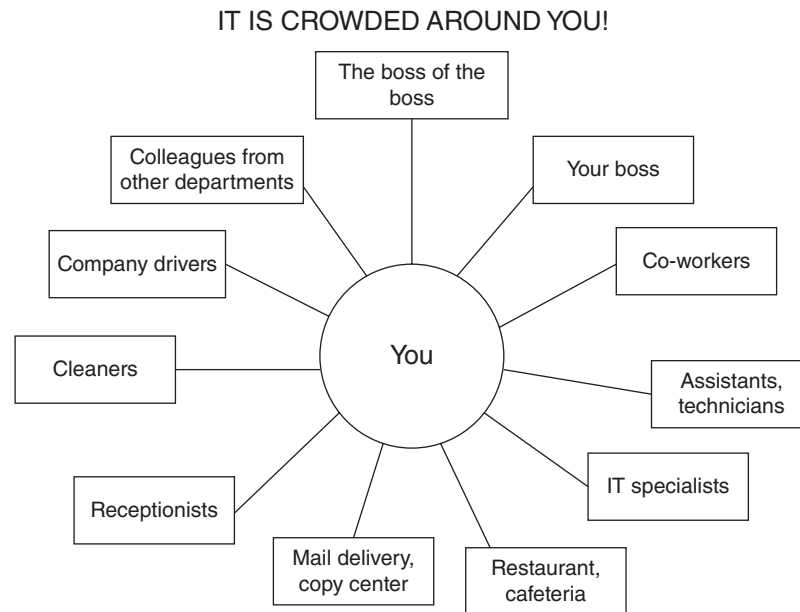 IT IS CROWDED AROUND YOU!
The boss of the
boss
Colleagues from
other departments
Your boss
Company drivers
Co-workers
You
Cleaners
Assistants,
technicians
Receptionists
IT specialists
Mail delivery,
copy center
Restaurant,
cafeteria